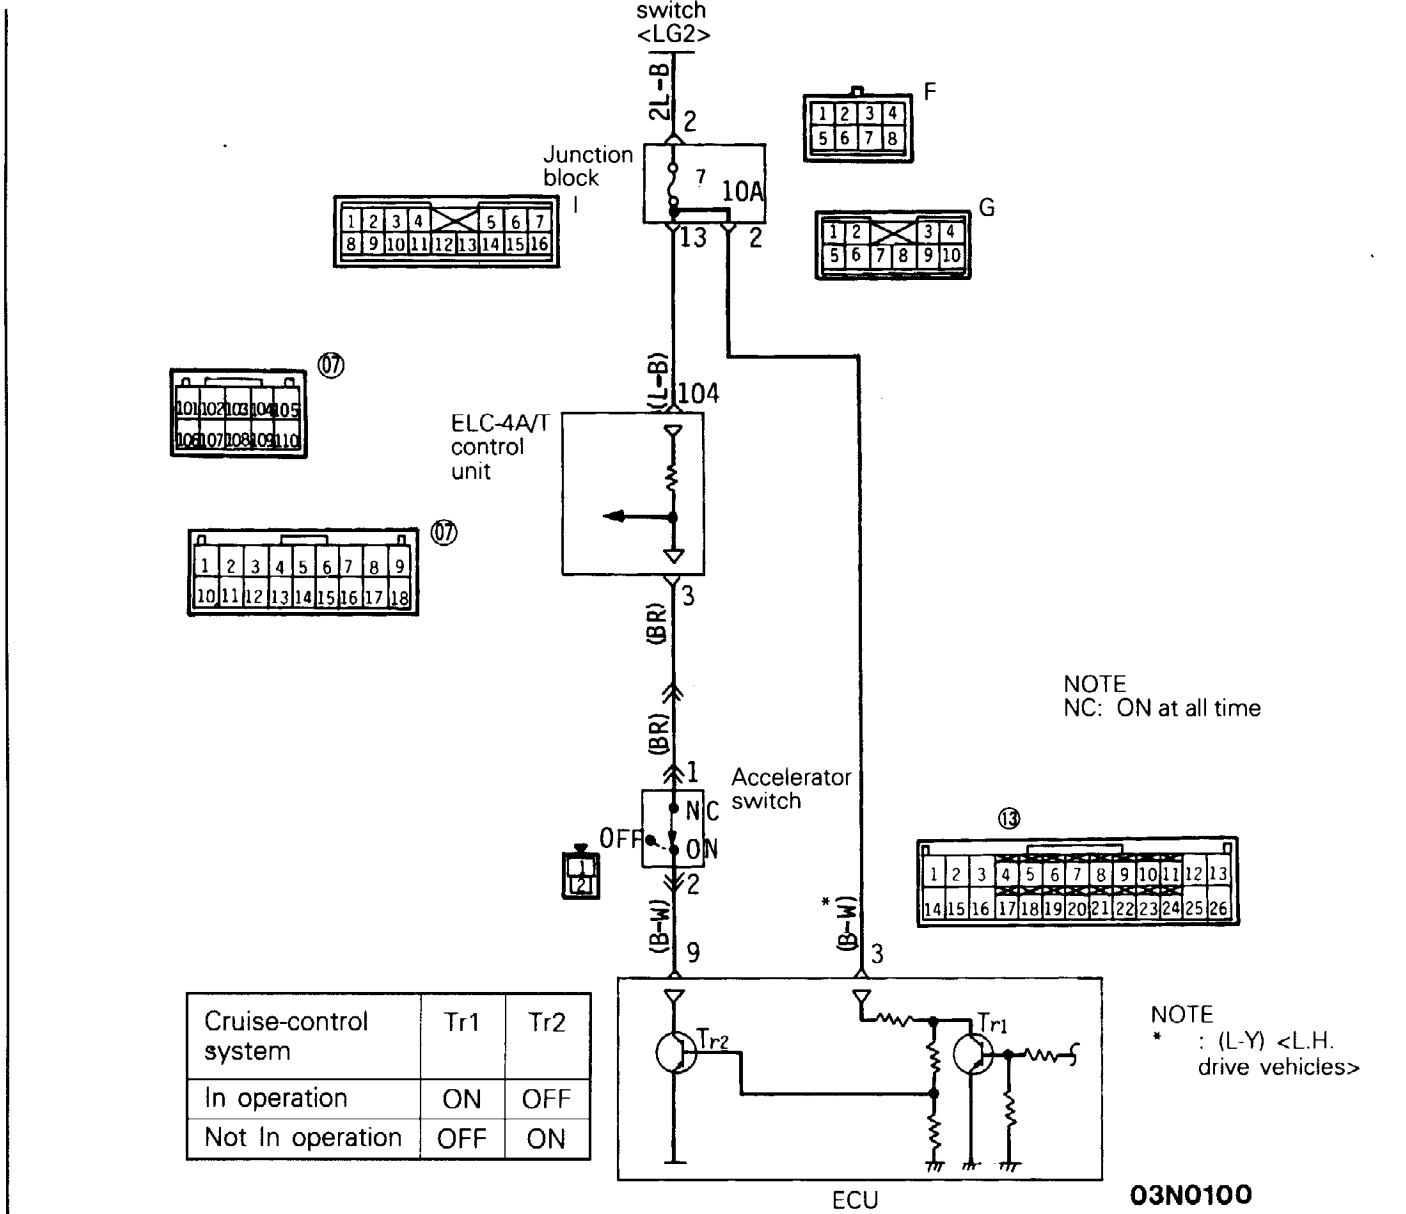 switch
<LG2>
2L-B
2
F
1 2 3 4
5 6 7 8
Junction
block
I
7
10A
13 2
1 2 3 4 5 6 7
8 9 10 11 12 13 14 15 16
G
1 2 3 4
5 6 7 8 9 10
(L-B)
104
07
101 102 103 104 105
106 107 108 109 110
ELC-4A/T
control
unit
07
1 2 3 4 5 6 7 8 9
10 11 12 13 14 15 16 17 18
3
(BR)
NOTE
NC: ON at all time
(BR)
1
Accelerator
switch
NC
OFF
ON
1
2
2
13
1 2 3 4 5 6 7 8 9 10 11 12 13
14 15 16 17 18 19 20 21 22 23 24 25 26
(B-W)
9
*
(B-W)
3
Cruise-control
system Tr1 Tr2
In operation ON OFF
Not In operation OFF ON
Tr2
Tr1
NOTE
* : (L-Y) <L.H.
drive vehicles>
ECU
03N0100